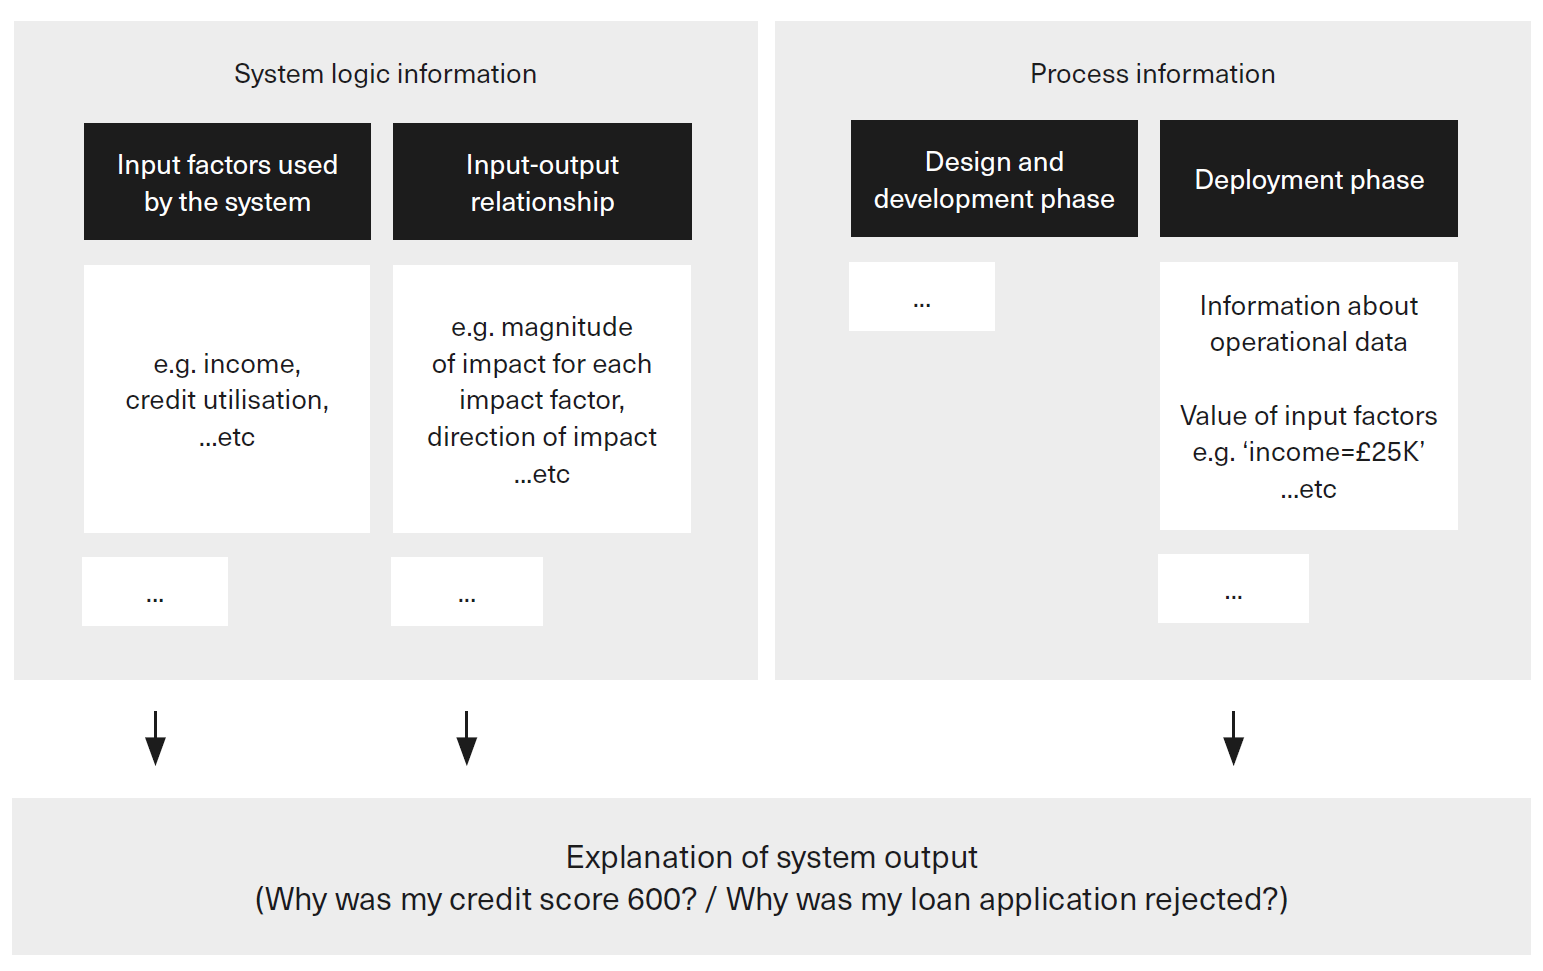 System logic information
Input factors used
by the system
Input-output
relationship
e.g. income,
credit utilisation,
...etc
e.g. magnitude
of impact for each
impact factor,
direction of impact
...etc
...
...
Process information
Design and
development phase
Deployment phase
...
Information about
operational data
Value of input factors
e.g. ‘income=£25K’
...etc
...
Explanation of system output
(Why was my credit score 600? / Why was my loan application rejected?)